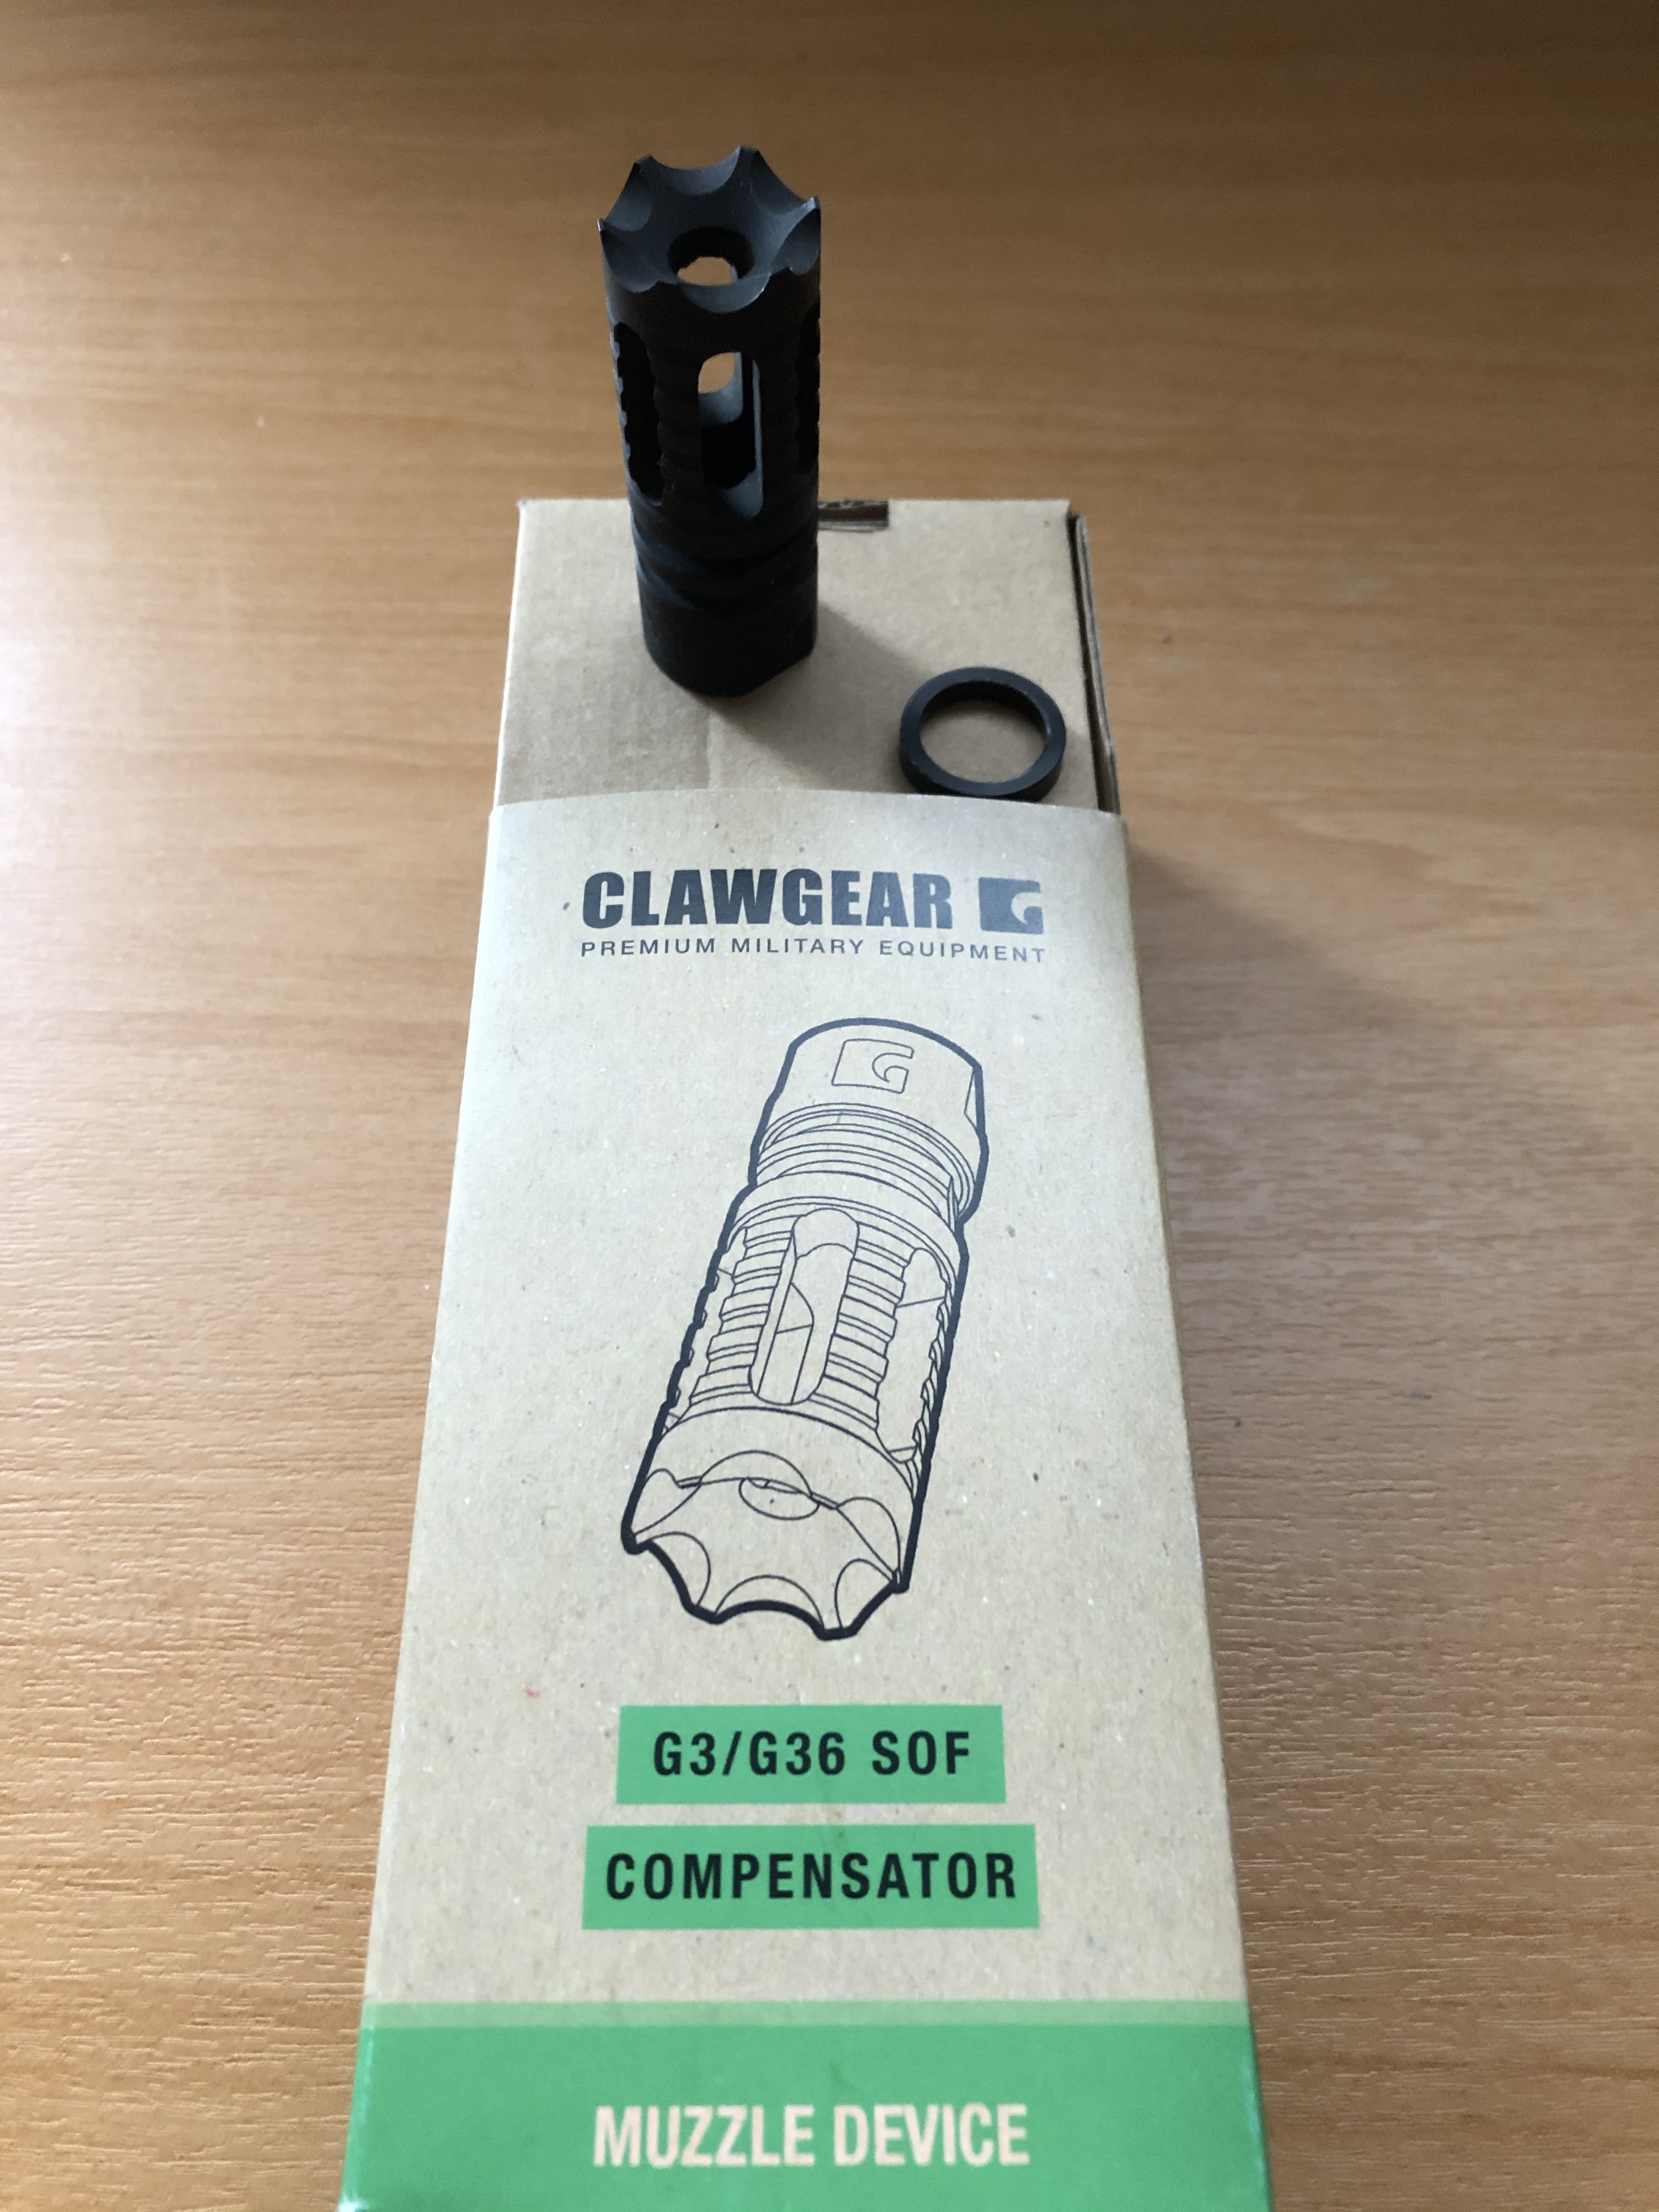 CLAWGEAR
PREMIUM MILITARY EQUIPMENT
G3/G36 SOF
COMPENSATOR
MUZZLE DEVICE